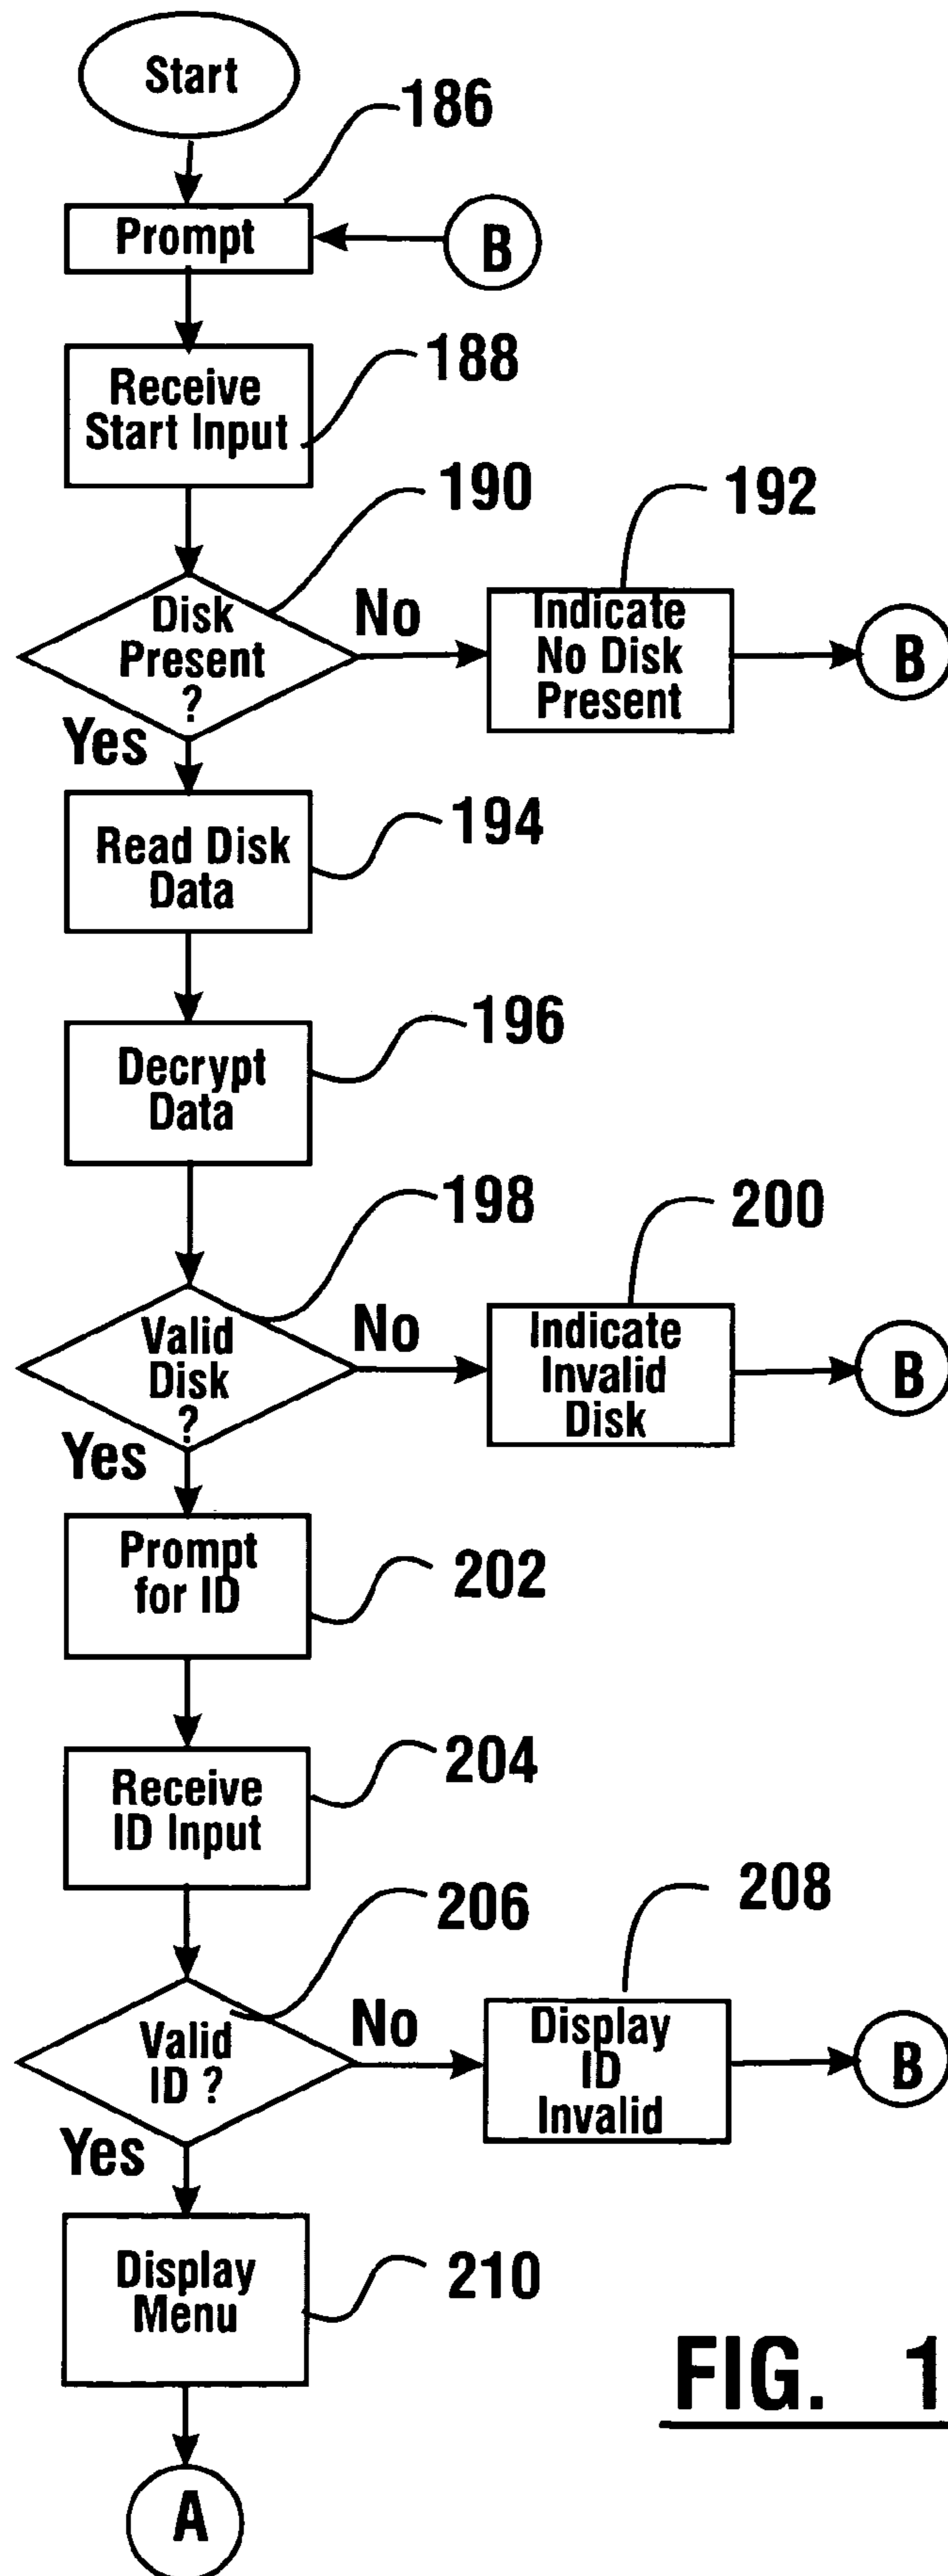 Start
186
Prompt
B
Receive
Start Input
188
190
192
Disk
Present
?
No
Indicate
No Disk
Present
B
Yes
Read Disk
Data
194
Decrypt
Data
196
198
200
Valid
Disk
?
No
Indicate
Invalid
Disk
B
Yes
Prompt
for ID
202
Receive
ID Input
204
206
208
Valid
ID ?
No
Display
ID
Invalid
B
Yes
Display
Menu
210
FIG. 1
A